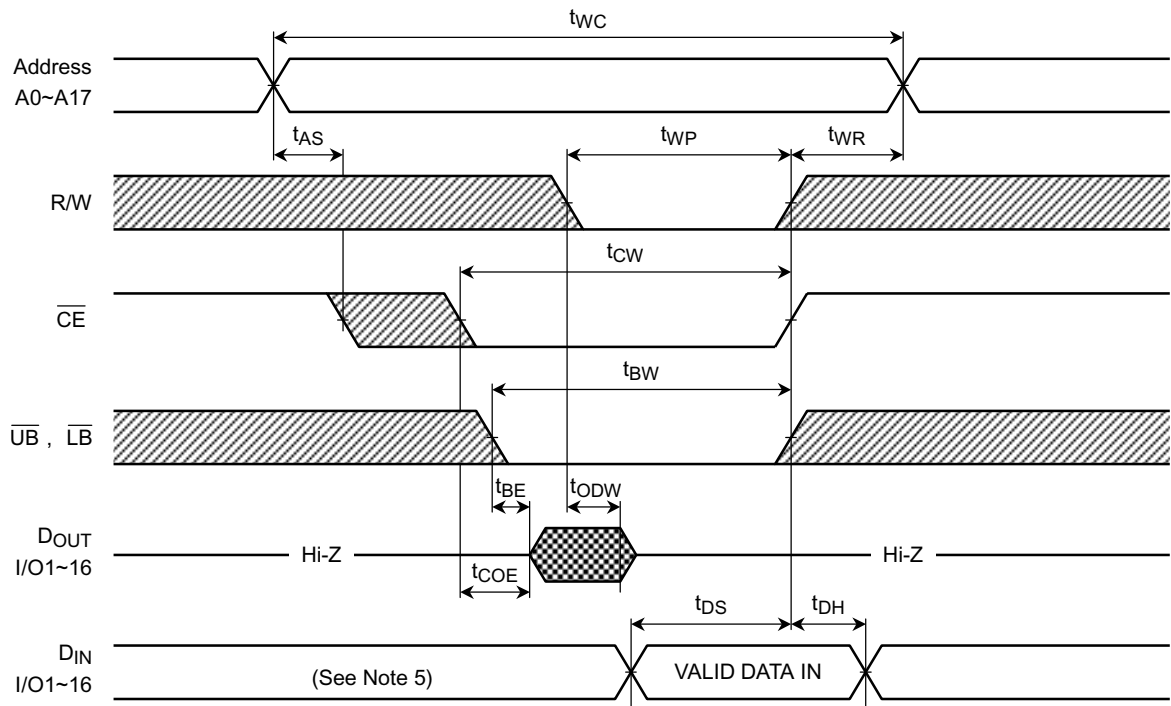 tWC
Address
A0~A17
tAS
tWP
tWR
R/W
tCW
CE
tBW
UB , LB
tBE
tODW
DOUT
I/O1~16
Hi-Z
Hi-Z
tCOE
tDS
tDH
DIN
I/O1~16
(See Note 5)
VALID DATA IN